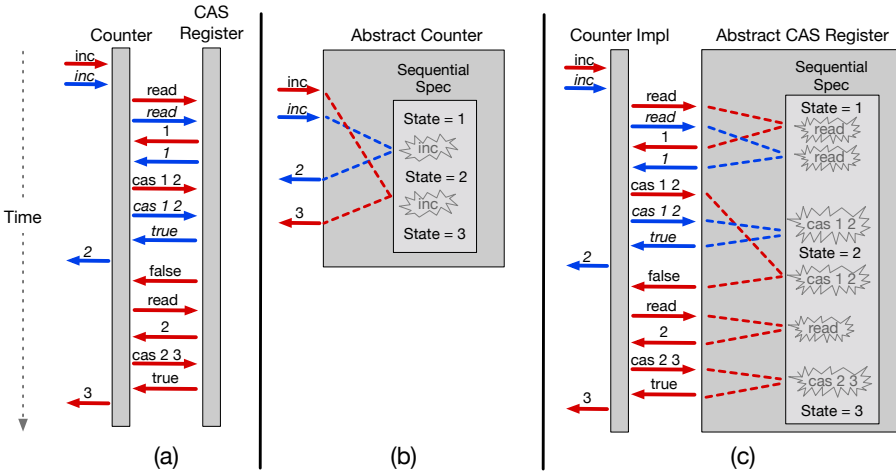 Time
Counter
CAS
Register
inc
inc
read
read
1
1
cas 1 2
cas 1 2
true
2
false
read
2
cas 2 3
true
3
(a)
Abstract Counter
Sequential
Spec
inc
inc
State = 1
inc
2
State = 2
inc
3
State = 3
(b)
Counter Impl
Abstract CAS Register
Sequential
Spec
inc
inc
State = 1
read
read
read
1
read
1
cas 1 2
cas 1 2
cas 1 2
true
State = 2
2
cas 1 2
false
read
read
2
cas 2 3
cas 2 3
true
3
State = 3
(c)